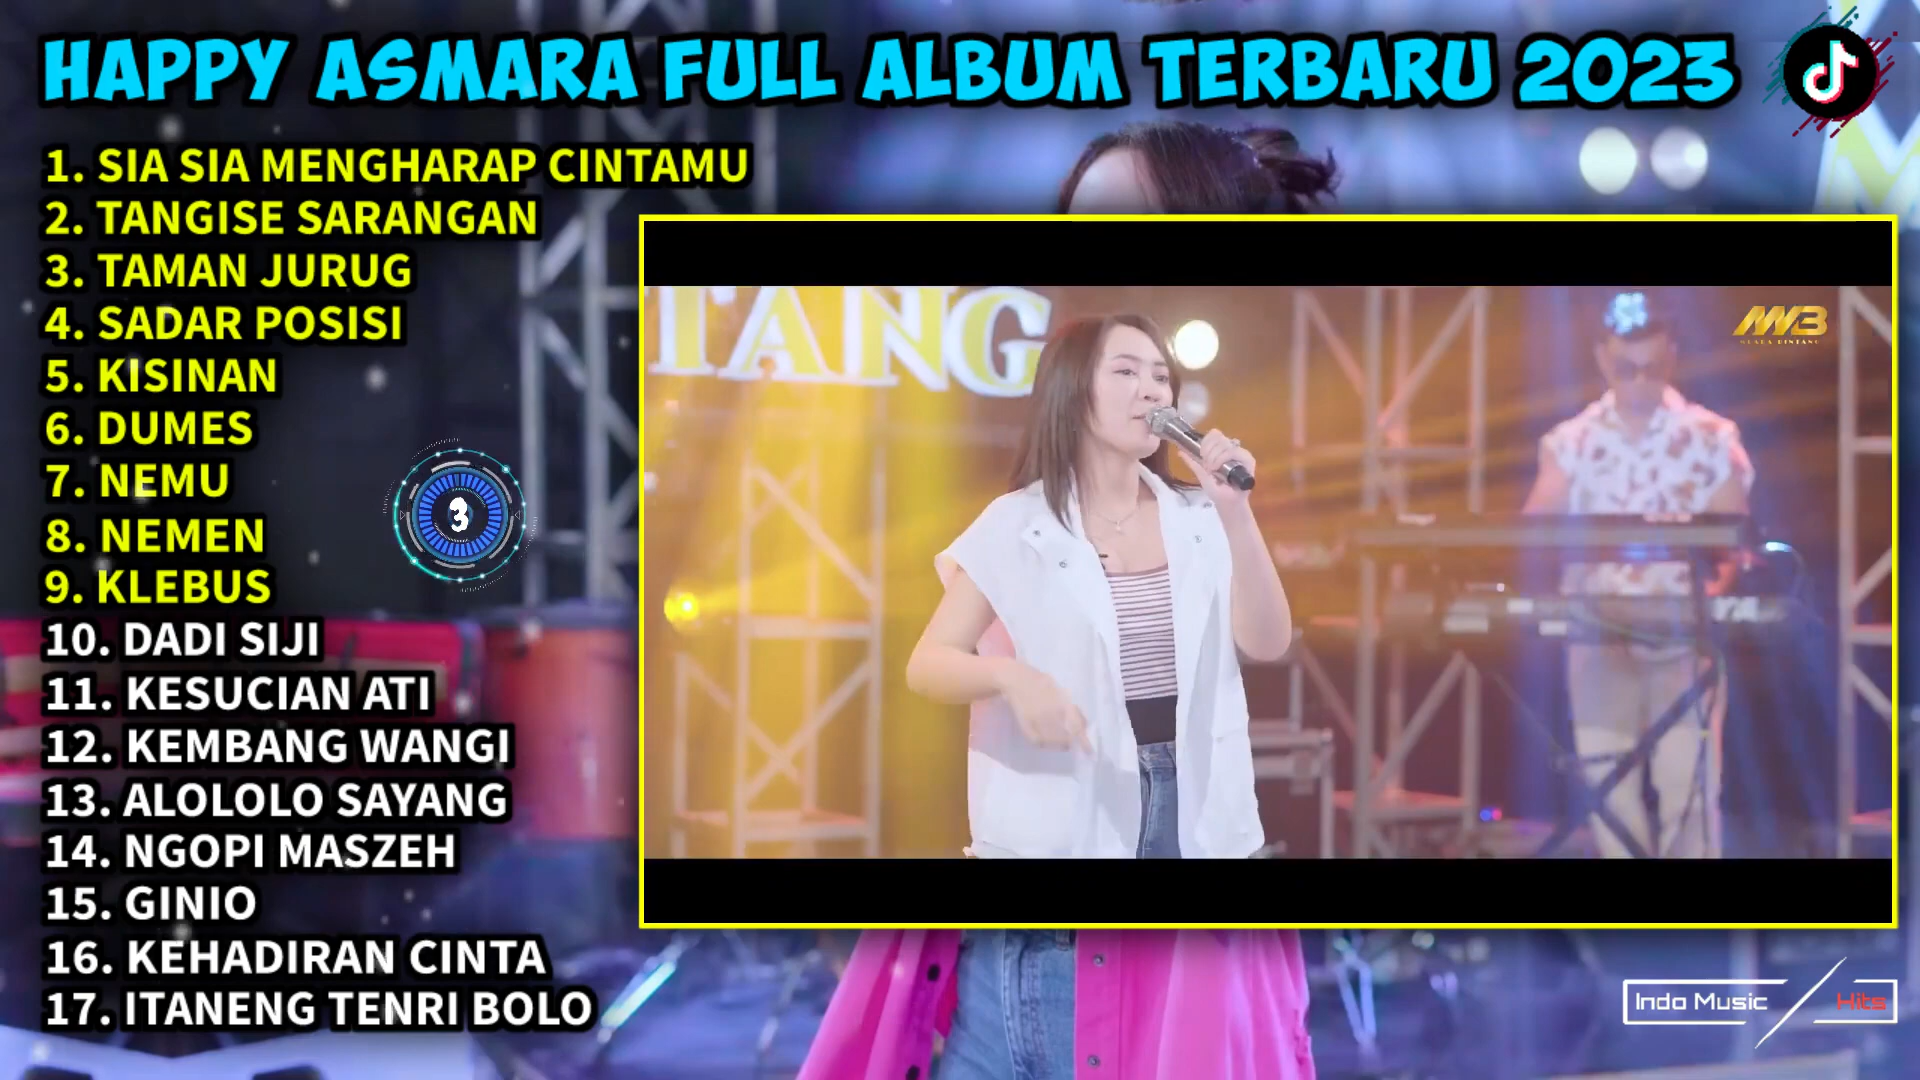 HAPPY ASMARA FULL ALBUM TERBARU 2023
1. SIA SIA MENGHARAP CINTAMU
2. TANGISE SARANGAN
3. TAMAN JURUG
4. SADAR POSISI
5. KISINAN
6. DUMES
7. NEMU
8. NEMEN
9. KLEBUS
10. DADI SIJI
11. KESUCIAN ATI
12. KEMBANG WANGI
13. ALOLOLO SAYANG
14. NGOPI MASZEH
15. GINIO
16. KEHADIRAN CINTA
17. ITANENG TENRI BOLO
3
TANG
Indo Music Hits